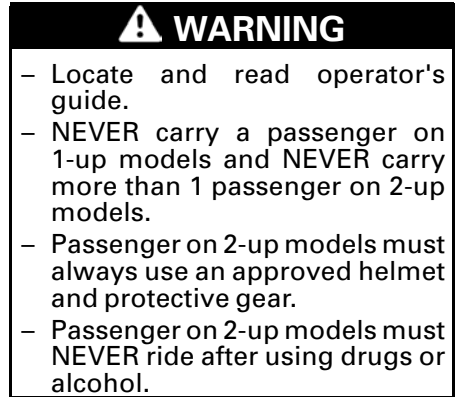 WARNING
– Locate and read operator's
guide.
– NEVER carry a passenger on
1-up models and NEVER carry
more than 1 passenger on 2-up
models.
– Passenger on 2-up models must
always use an approved helmet
and protective gear.
– Passenger on 2-up models must
NEVER ride after using drugs or
alcohol.